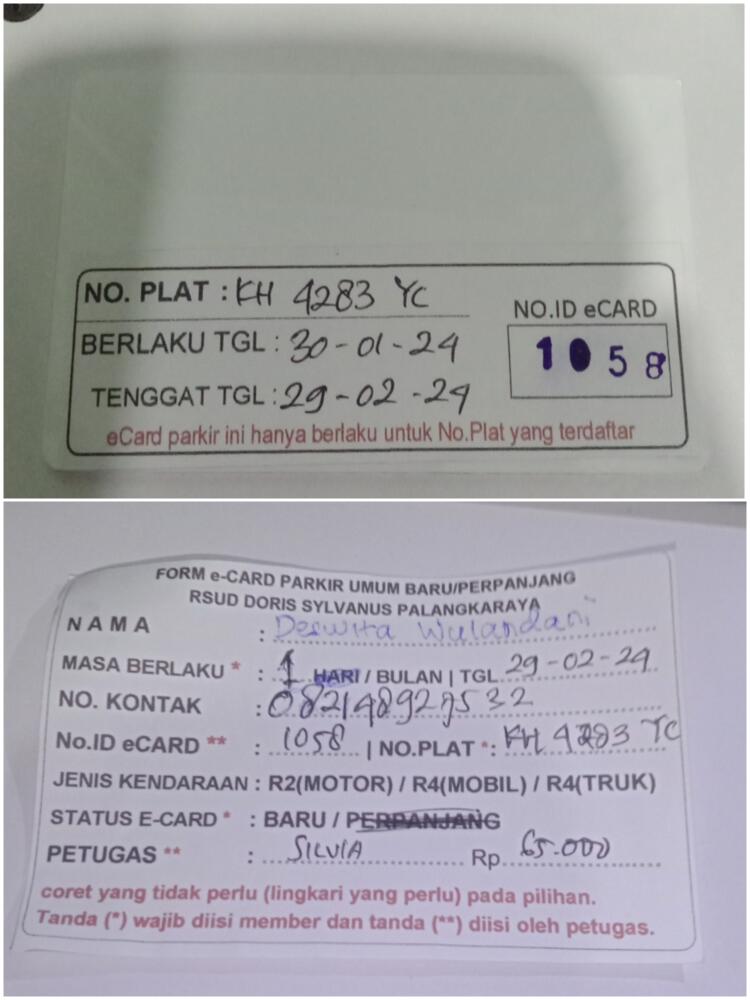 NO. PLAT : KH 4283 YC
BERLAKU TGL : 30-01-24
TENGGAT TGL : 29-02-24
NO.ID eCARD
1058
eCard parkir ini hanya berlaku untuk No.Plat yang terdaftar
FORM e-CARD PARKIR UMUM BARU/PERPANJANG
RSUD DORIS SYLVANUS PALANGKARAYA
NAMA : Deswita Wulandani
MASA BERLAKU * : 1 HARI / BULAN | TGL 29-02-24
NO. KONTAK : 082148927532
No.ID eCARD ** : 1058 | NO.PLAT *: KH 4283 YC
JENIS KENDARAAN : R2(MOTOR) / R4(MOBIL) / R4(TRUK)
STATUS E-CARD * : BARU / PERPANJANG
PETUGAS ** : SILVIA Rp 65.000
coret yang tidak perlu (lingkari yang perlu) pada pilihan.
Tanda (*) wajib diisi member dan tanda (**) diisi oleh petugas.